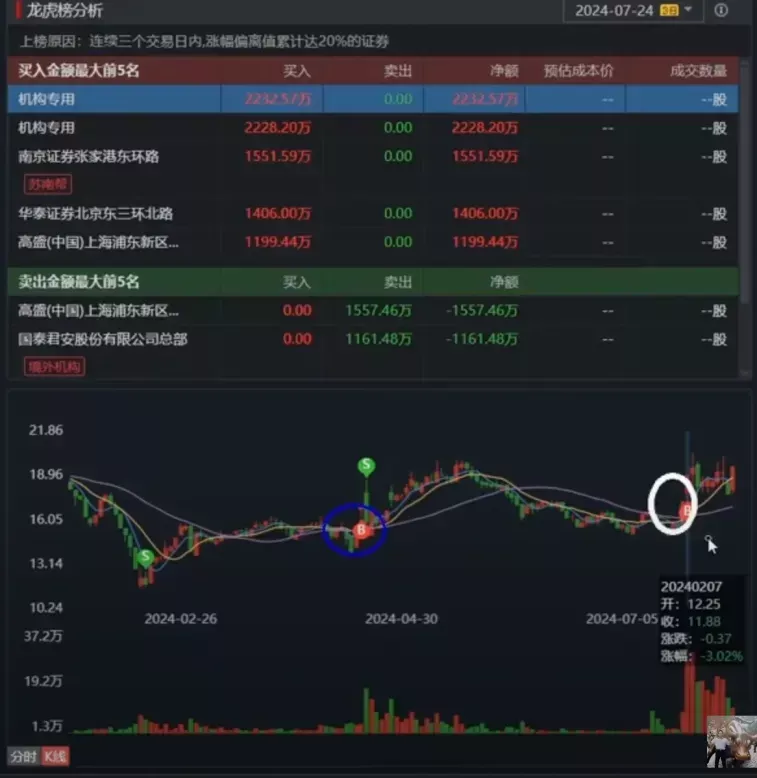 龙虎榜分析 2024-07-24 3日
上榜原因：连续三个交易日内,涨幅偏离值累计达20%的证券
买入金额最大前5名 买入 卖出 净额 预估成本价 成交数量
机构专用 2232.57万 0.00 2232.57万 -- --股
机构专用 2228.20万 0.00 2228.20万 -- --股
南京证券张家港东环路 1551.59万 0.00 1551.59万 -- --股
苏南帮
华泰证券北京东三环北路 1406.00万 0.00 1406.00万 -- --股
高盛(中国)上海浦东新区... 1199.44万 0.00 1199.44万 -- --股
卖出金额最大前5名 买入 卖出 净额
高盛(中国)上海浦东新区... 0.00 1557.46万 -1557.46万 -- --股
国泰君安股份有限公司总部 0.00 1161.48万 -1161.48万 -- --股
境外机构
21.86
18.96
16.05
13.14
10.24
S
S
B
B
2024-02-26 2024-04-30 2024-07-05
20240207
开：12.25
收：11.88
涨跌：-0.37
涨幅：-3.02%
37.2万
19.2万
1.3万
分时 K线